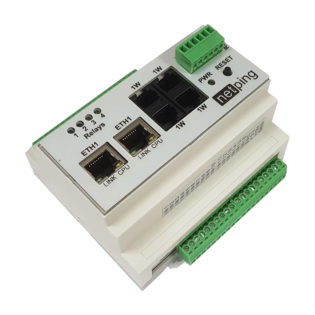 1 2 3 4
Relays
ETH1
ETH1
LINK CPU
LINK CPU
1W
1W
1W
1W
PWR
RESET
netping